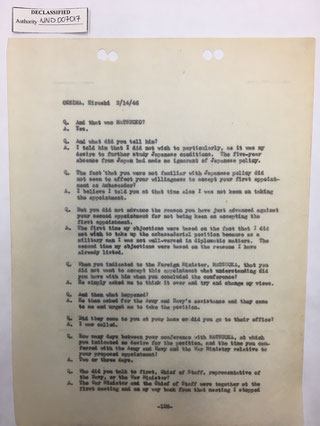 DECLASSIFIED
Authority NND 007017
OSHIMA, Hiroshi 2/14/46
Q. And that was MATSUOKA?
A. Yes.
Q. And what did you tell him?
A. I told him that I did not wish to particularly, as it was my
desire to further study Japanese conditions. The five-year
absence from Japan had made me ignorant of Japanese policy.
Q. The fact that you were not familiar with Japanese policy did
not seem to affect your willingness to accept your first appoint-
ment as Ambassador?
A. I believe I told you at that time also I was not keen on taking
the appointment.
Q. But you did not advance the reason you have just advanced against
your second appointment for not being keen on accepting the
first appointment.
A. The first time my objections were based on the fact that I did
not wish to take up the ambassadorial position because as a
military man I was not well-versed in diplomatic matters. The
second time my objections were based on the reasons I have
already listed.
Q. When you indicated to the Foreign Minister, MATSUOKA, that you
did not want to accept this appointment what understanding did
you have with him when you concluded the conference?
A. He simply asked me to think it over and try and change my views.
Q. And then what happened?
A. He then asked for the Army and Navy's assistance and they come
to me and urged me to take the position.
Q. Did they come to you at your home or did you go to their office?
A. I was called.
Q. How many days between your conference with MATSUOKA, at which
you indicated no desire for the position, and the time you con-
ferred with the Army and Navy and the War Ministry relative to
your proposed appointment?
A. Two or three days.
Q. Who did you talk to first, Chief of Staff, representative of
the Navy, or the War Minister?
A. The War Minister and the Chief of Staff were together at the
first meeting and on my way back from that meeting I stopped